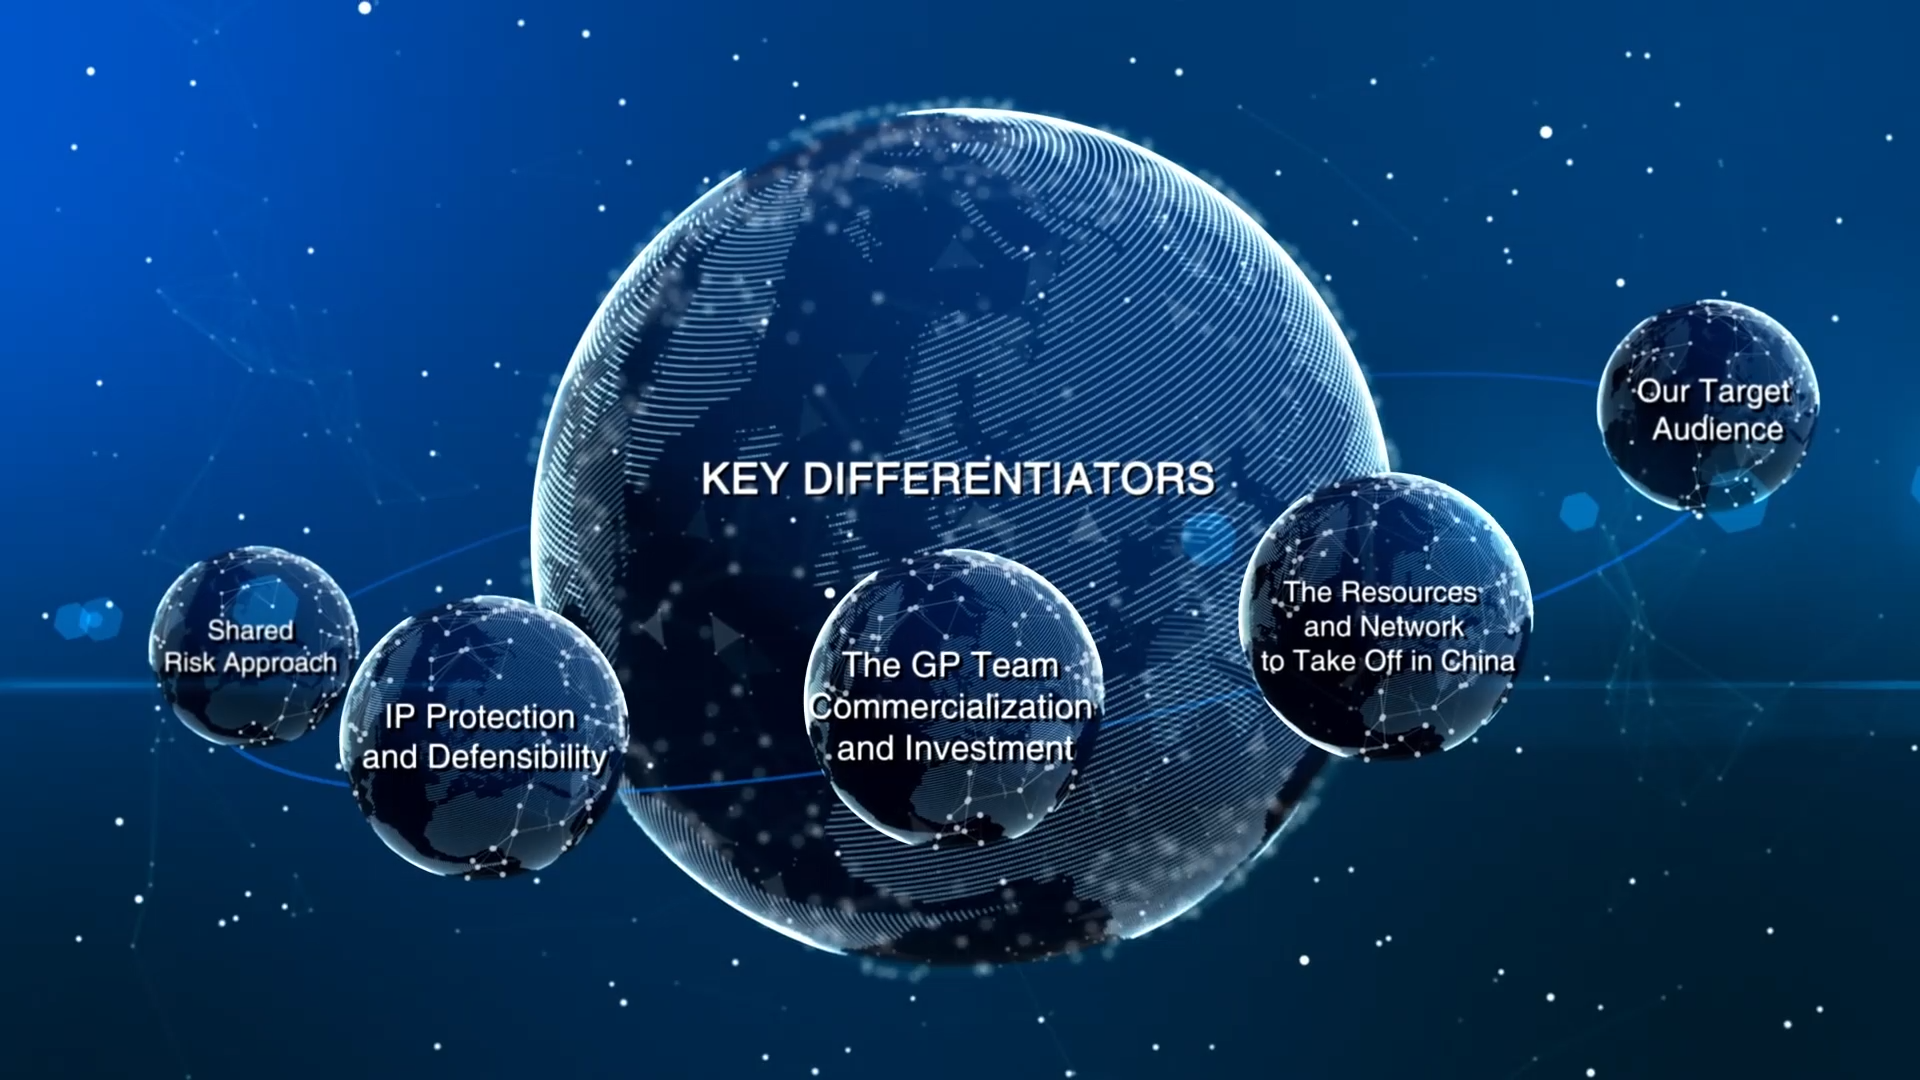 KEY DIFFERENTIATORS
Shared
Risk Approach
IP Protection
and Defensibility
The GP Team
Commercialization
and Investment
The Resources
and Network
to Take Off in China
Our Target
Audience